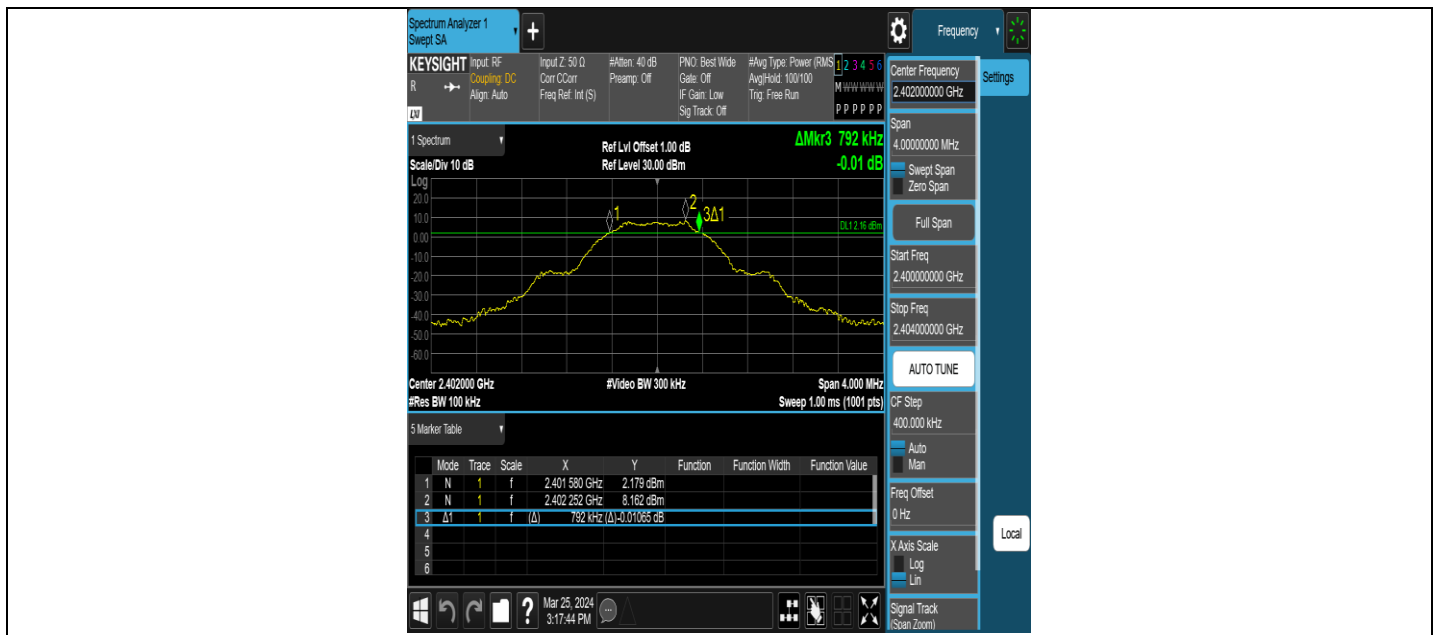 Spectrum Analyzer 1
Swept SA
+
Frequency
KEYSIGHT
R
LXI
Input: RF
Coupling: DC
Align: Auto
Input Z: 50 Ω
Corr CCorr
Freq Ref: Int (S)
#Atten: 40 dB
Preamp: Off
PNO: Best Wide
Gate: Off
IF Gain: Low
Sig Track: Off
#Avg Type: Power (RMS
Avg|Hold: 100/100
Trig: Free Run
1 2 3 4 5 6
M W W W W W
P P P P P P
1 Spectrum
Scale/Div 10 dB
Ref Lvl Offset 1.00 dB
Ref Level 30.00 dBm
ΔMkr3 792 kHz
-0.01 dB
Log
20.0
10.0
0.00
-10.0
-20.0
-30.0
-40.0
-50.0
-60.0
1
2
3Δ1
DL1 2.16 dBm
Center 2.402000 GHz
#Video BW 300 kHz
Span 4.000 MHz
#Res BW 100 kHz
Sweep 1.00 ms (1001 pts)
5 Marker Table
Mode Trace Scale X Y Function Function Width Function Value
1 N 1 f 2.401 580 GHz 2.179 dBm
2 N 1 f 2.402 252 GHz 8.162 dBm
3 Δ1 1 f (Δ) 792 kHz (Δ) -0.01065 dB
4
5
6
?
Mar 25, 2024
3:17:44 PM
Center Frequency
2.402000000 GHz
Settings
Span
4.00000000 MHz
Swept Span
Zero Span
Full Span
Start Freq
2.400000000 GHz
Stop Freq
2.404000000 GHz
AUTO TUNE
CF Step
400.000 kHz
Auto
Man
Freq Offset
0 Hz
X Axis Scale
Log
Lin
Local
Signal Track
(Span Zoom)